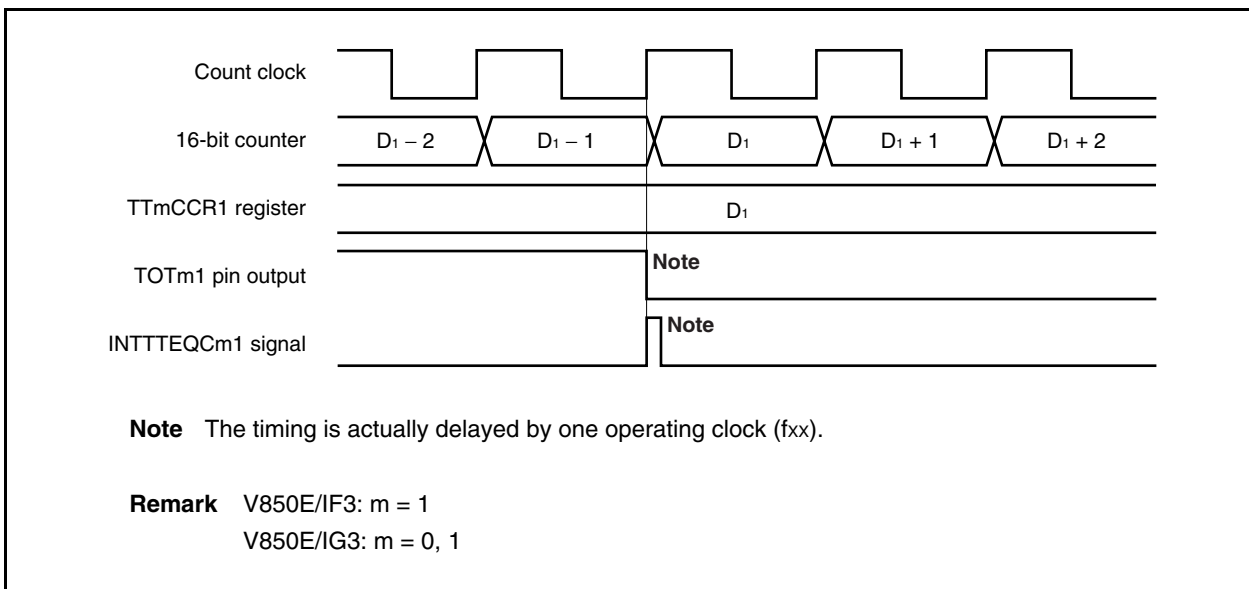 Count clock
16-bit counter D₁ − 2 D₁ − 1 D₁ D₁ + 1 D₁ + 2
TTmCCR1 register D₁
TOTm1 pin output Note
INTTTEQCm1 signal Note
Note The timing is actually delayed by one operating clock (fxx).
Remark V850E/IF3: m = 1
V850E/IG3: m = 0, 1